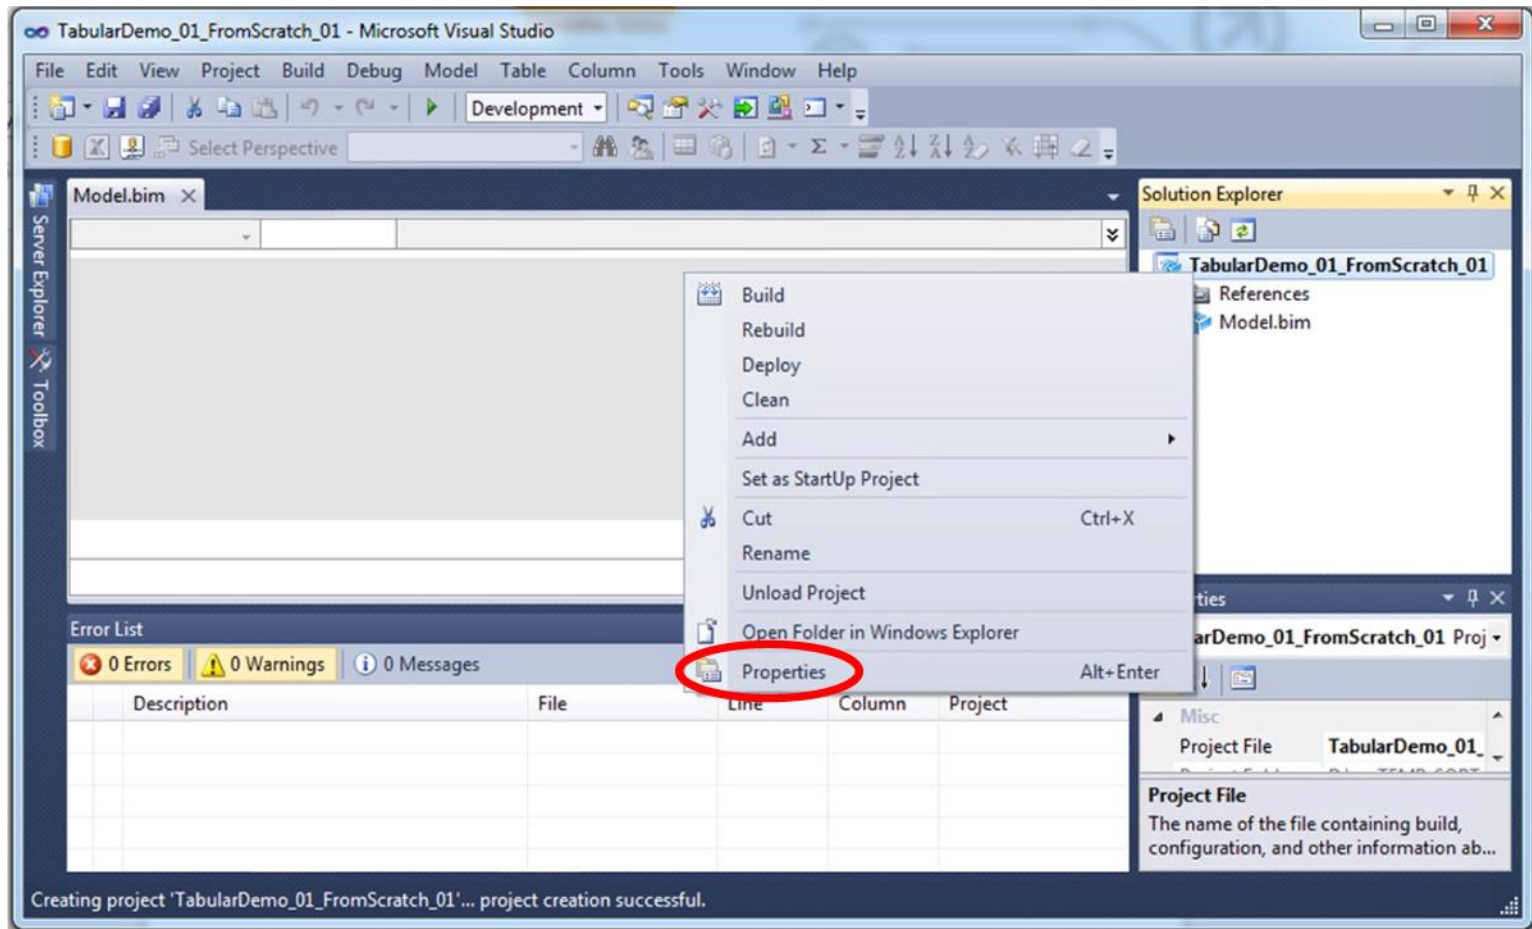 TabularDemo_01_FromScratch_01 - Microsoft Visual Studio
File Edit View Project Build Debug Model Table Column Tools Window Help
Development
Select Perspective
Server Explorer
Toolbox
Model.bim
Solution Explorer
TabularDemo_01_FromScratch_01
References
Model.bim
Build
Rebuild
Deploy
Clean
Add
Set as StartUp Project
Cut Ctrl+X
Rename
Unload Project
Open Folder in Windows Explorer
Properties Alt+Enter
Error List
0 Errors 0 Warnings 0 Messages
Description File Line Column Project
ties
arDemo_01_FromScratch_01 Proj
Misc
Project File TabularDemo_01_
Project File
The name of the file containing build,
configuration, and other information ab...
Creating project 'TabularDemo_01_FromScratch_01'... project creation successful.